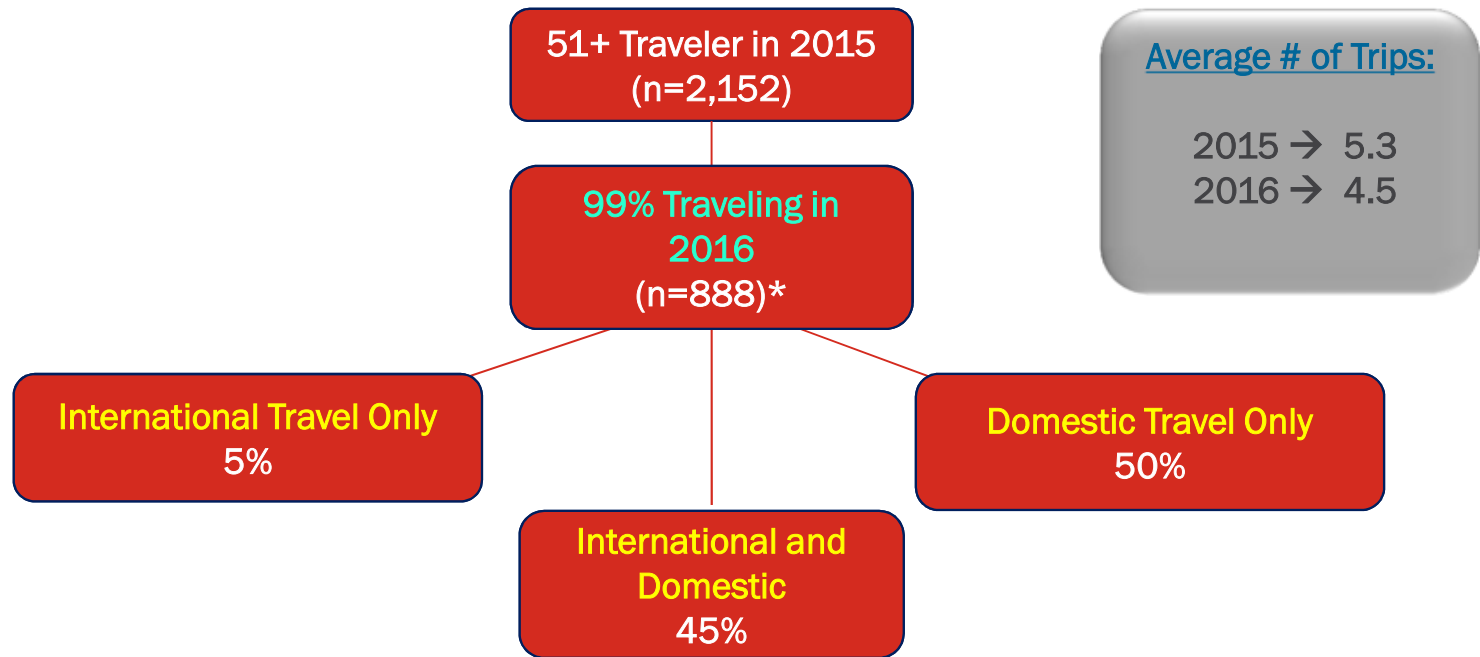 51+ Traveler in 2015
(n=2,152)
Average # of Trips:
2015 → 5.3
2016 → 4.5
99% Traveling in
2016
(n=888)*
International Travel Only
5%
Domestic Travel Only
50%
International and
Domestic
45%